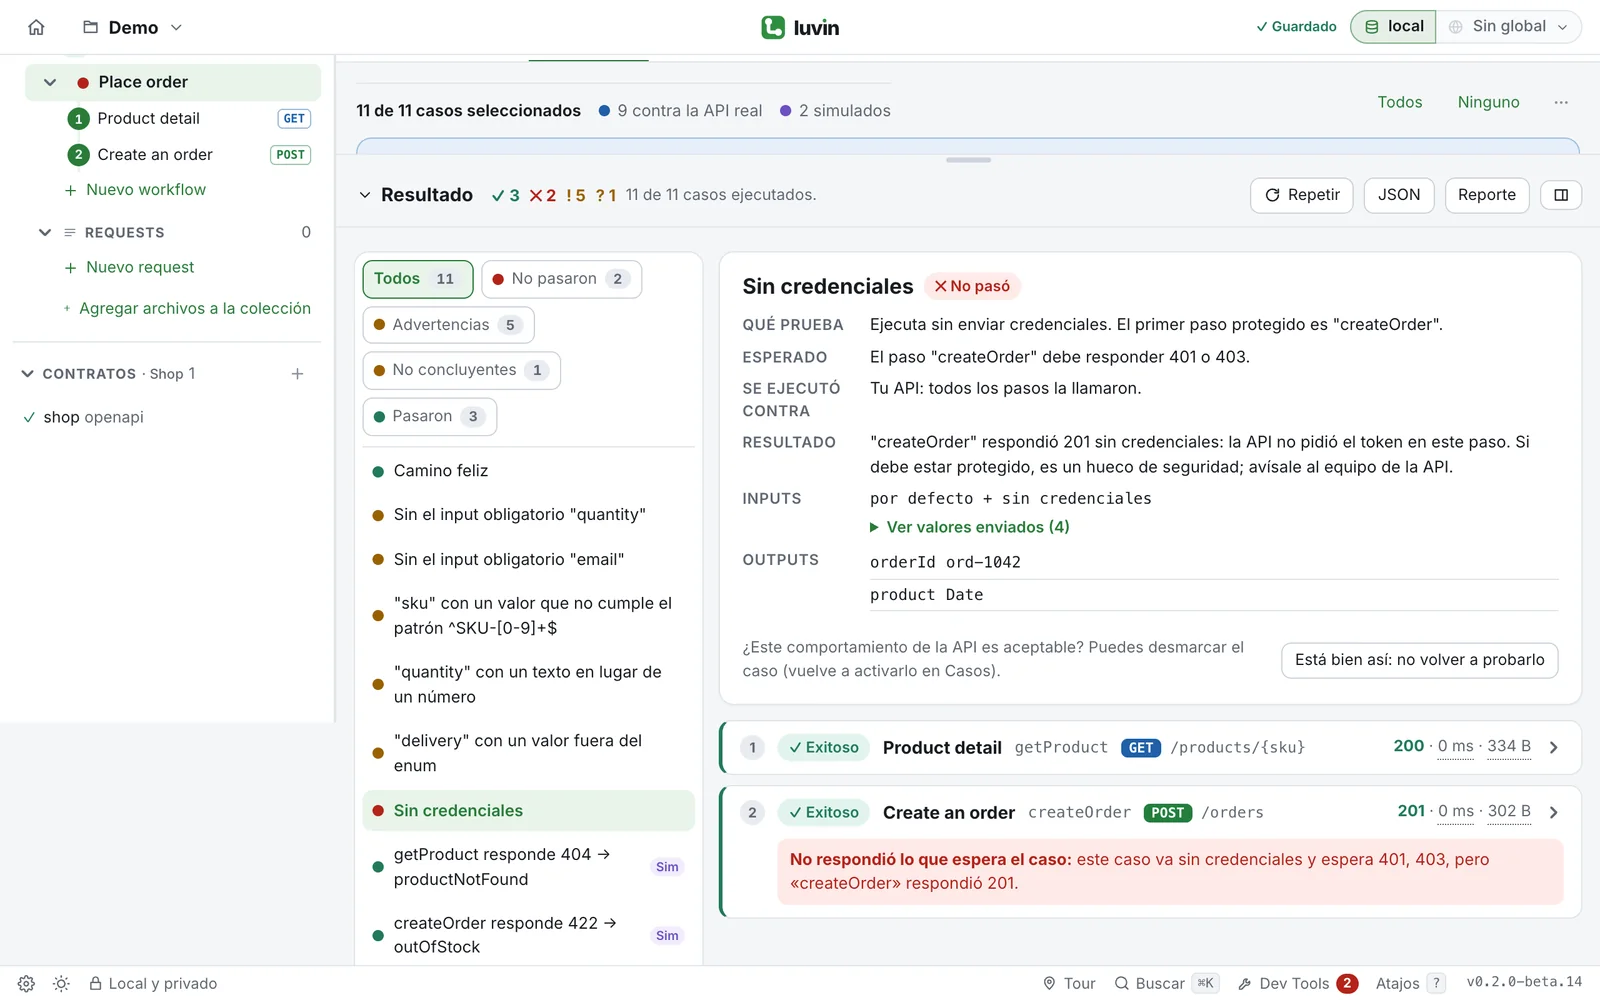 Demo
luvin
Guardado
local
Sin global
Place order
1 Product detail GET
2 Create an order POST
+ Nuevo workflow
REQUESTS 0
+ Nuevo request
+ Agregar archivos a la colección
CONTRATOS · Shop 1 +
shop openapi
11 de 11 casos seleccionados 9 contra la API real 2 simulados
Todos Ninguno ···
Resultado ✓ 3 ✕ 2 ! 5 ? 1 11 de 11 casos ejecutados.
Repetir JSON Reporte
Todos 11
No pasaron 2
Advertencias 5
No concluyentes 1
Pasaron 3
Camino feliz
Sin el input obligatorio "quantity"
Sin el input obligatorio "email"
"sku" con un valor que no cumple el
patrón ^SKU-[0-9]+$
"quantity" con un texto en lugar de
un número
"delivery" con un valor fuera del
enum
Sin credenciales
getProduct responde 404 →
productNotFound
Sim
createOrder responde 422 →
outOfStock
Sim
Sin credenciales ✕ No pasó
QUÉ PRUEBA Ejecuta sin enviar credenciales. El primer paso protegido es "createOrder".
ESPERADO El paso "createOrder" debe responder 401 o 403.
SE EJECUTÓ
CONTRA
Tu API: todos los pasos la llamaron.
RESULTADO "createOrder" respondió 201 sin credenciales: la API no pidió el token en este paso. Si
debe estar protegido, es un hueco de seguridad; avísale al equipo de la API.
INPUTS por defecto + sin credenciales
Ver valores enviados (4)
OUTPUTS orderId ord-1042
product Date
¿Este comportamiento de la API es aceptable? Puedes desmarcar el
caso (vuelve a activarlo en Casos).
Está bien así: no volver a probarlo
1 ✓ Exitoso Product detail getProduct GET /products/{sku} 200 · 0 ms · 334 B
2 ✓ Exitoso Create an order createOrder POST /orders 201 · 0 ms · 302 B
No respondió lo que espera el caso: este caso va sin credenciales y espera 401, 403, pero
«createOrder» respondió 201.
Local y privado
Tour
Buscar ⌘K
Dev Tools 2
Atajos ?
v0.2.0-beta.14